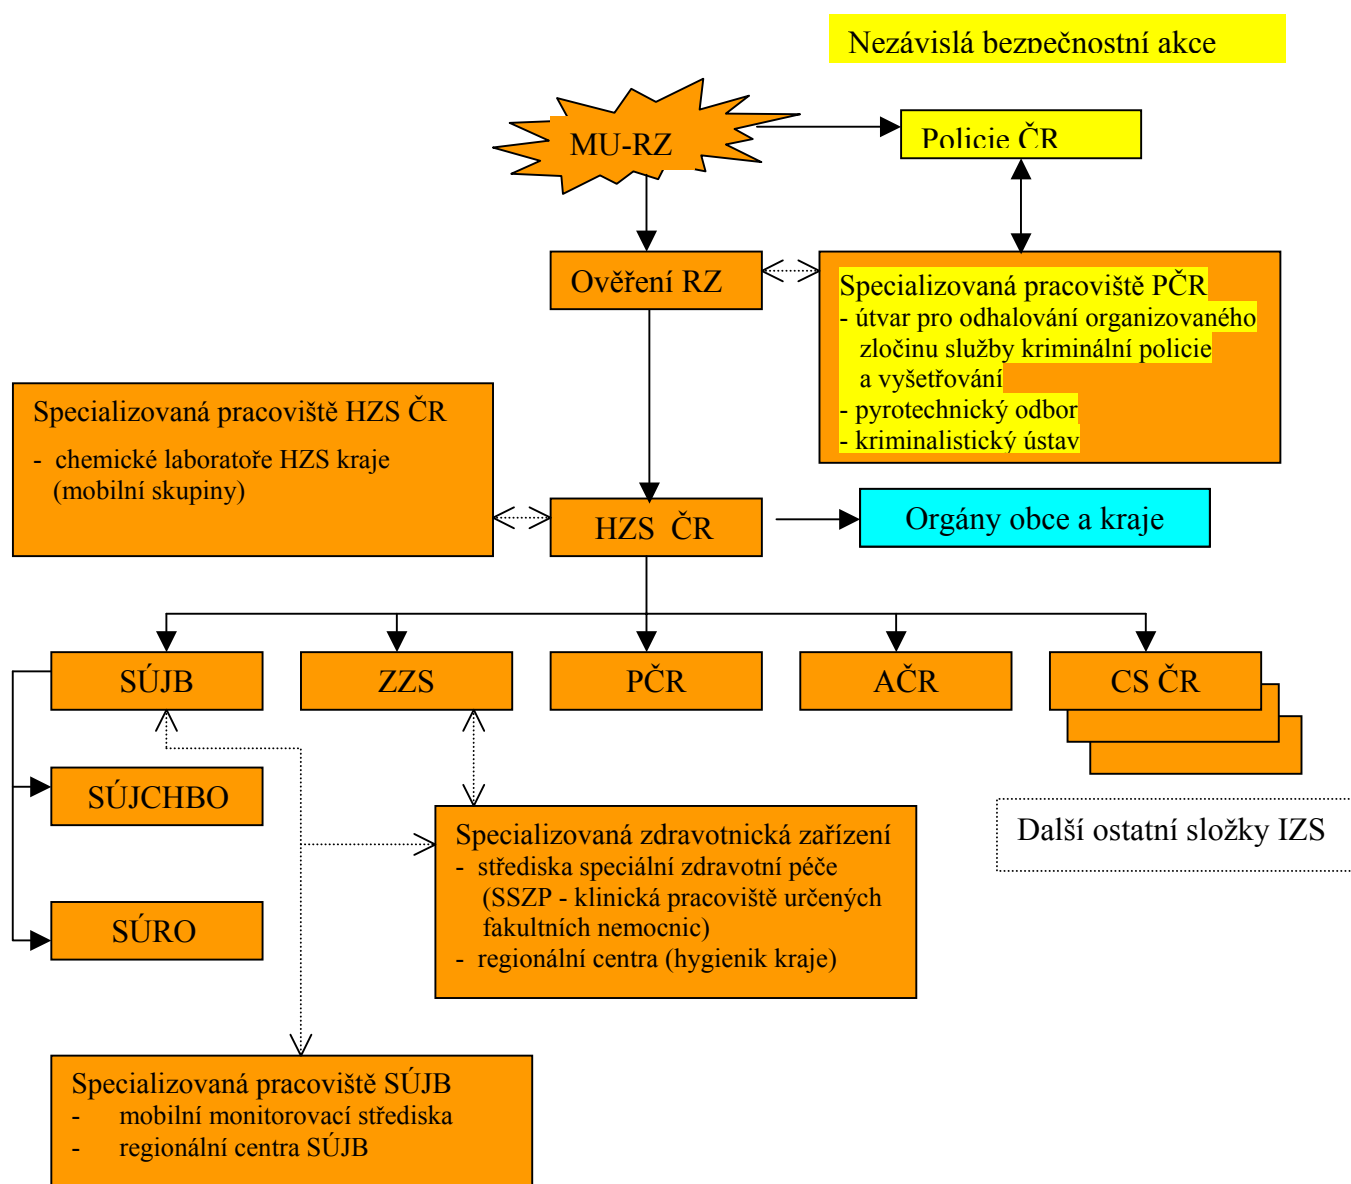 Nezávislá bezpečnostní akce
MU-RZ
Policie ČR
Ověření RZ
Specializovaná pracoviště PČR
- útvar pro odhalování organizovaného
zločinu služby kriminální policie
a vyšetřování
- pyrotechnický odbor
- kriminalistický ústav
Specializovaná pracoviště HZS ČR
- chemické laboratoře HZS kraje
(mobilní skupiny)
HZS ČR
Orgány obce a kraje
SÚJB
ZZS
PČR
AČR
CS ČR
SÚJCHBO
Další ostatní složky IZS
Specializovaná zdravotnická zařízení
- střediska speciální zdravotní péče
(SSZP - klinická pracoviště určených
fakultních nemocnic)
- regionální centra (hygienik kraje)
SÚRO
Specializovaná pracoviště SÚJB
- mobilní monitorovací střediska
- regionální centra SÚJB